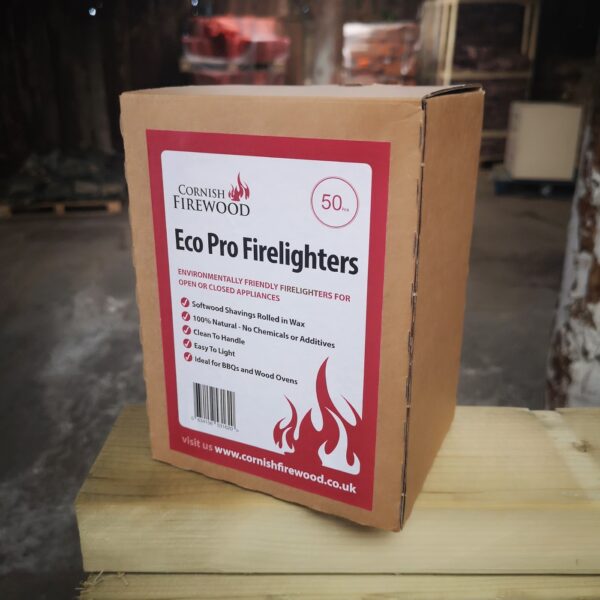 CORNISH
FIREWOOD
50
Eco Pro Firelighters
ENVIRONMENTALLY FRIENDLY FIRELIGHTERS FOR
OPEN OR CLOSED APPLIANCES
Softwood Shavings Rolled in Wax
100% Natural - No Chemicals or Additives
Clean To Handle
Easy To Light
Ideal for BBQs and Wood Ovens
visit us www.cornishfirewood.co.uk